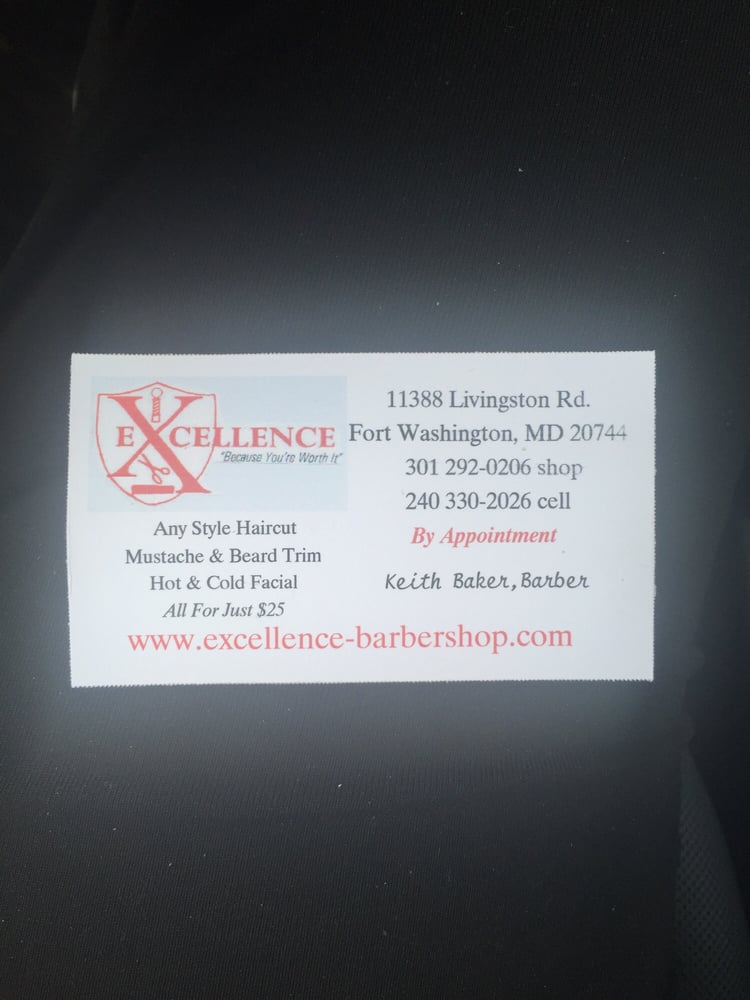 EXCELLENCE
"Because You're Worth It"
Any Style Haircut
Mustache & Beard Trim
Hot & Cold Facial
All For Just $25
11388 Livingston Rd.
Fort Washington, MD 20744
301 292-0206 shop
240 330-2026 cell
By Appointment
Keith Baker, Barber
www.excellence-barbershop.com